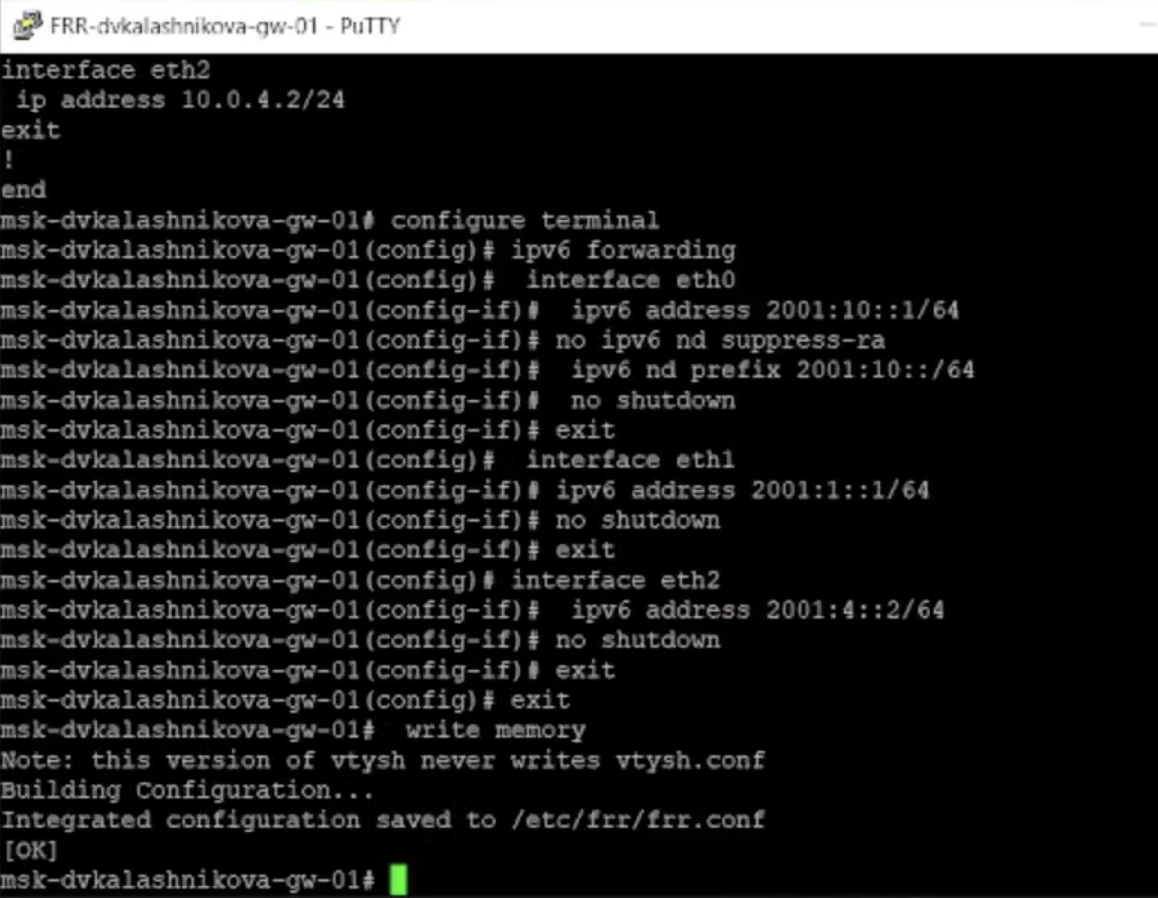 FRR-dvkalashnikova-gw-01 - PuTTY
interface eth2
 ip address 10.0.4.2/24
exit
!
end
msk-dvkalashnikova-gw-01# configure terminal
msk-dvkalashnikova-gw-01(config)# ipv6 forwarding
msk-dvkalashnikova-gw-01(config)#  interface eth0
msk-dvkalashnikova-gw-01(config-if)#  ipv6 address 2001:10::1/64
msk-dvkalashnikova-gw-01(config-if)# no ipv6 nd suppress-ra
msk-dvkalashnikova-gw-01(config-if)#  ipv6 nd prefix 2001:10::/64
msk-dvkalashnikova-gw-01(config-if)#  no shutdown
msk-dvkalashnikova-gw-01(config-if)# exit
msk-dvkalashnikova-gw-01(config)#  interface eth1
msk-dvkalashnikova-gw-01(config-if)# ipv6 address 2001:1::1/64
msk-dvkalashnikova-gw-01(config-if)# no shutdown
msk-dvkalashnikova-gw-01(config-if)# exit
msk-dvkalashnikova-gw-01(config)# interface eth2
msk-dvkalashnikova-gw-01(config-if)#  ipv6 address 2001:4::2/64
msk-dvkalashnikova-gw-01(config-if)# no shutdown
msk-dvkalashnikova-gw-01(config-if)# exit
msk-dvkalashnikova-gw-01(config)# exit
msk-dvkalashnikova-gw-01#  write memory
Note: this version of vtysh never writes vtysh.conf
Building Configuration...
Integrated configuration saved to /etc/frr/frr.conf
[OK]
msk-dvkalashnikova-gw-01#